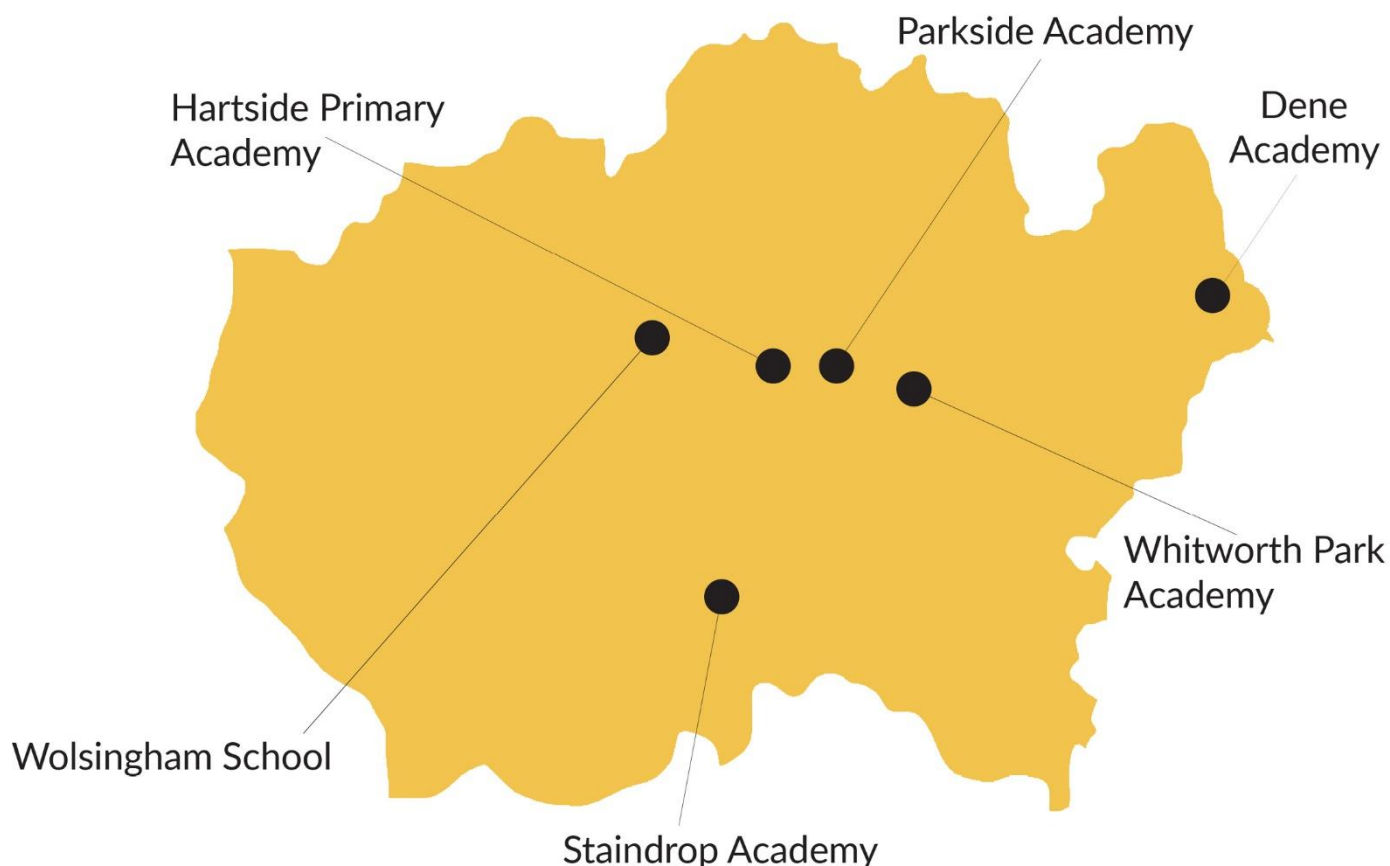 Parkside Academy
Hartside Primary
Academy
Dene
Academy
Whitworth Park
Academy
Wolsingham School
Staindrop Academy